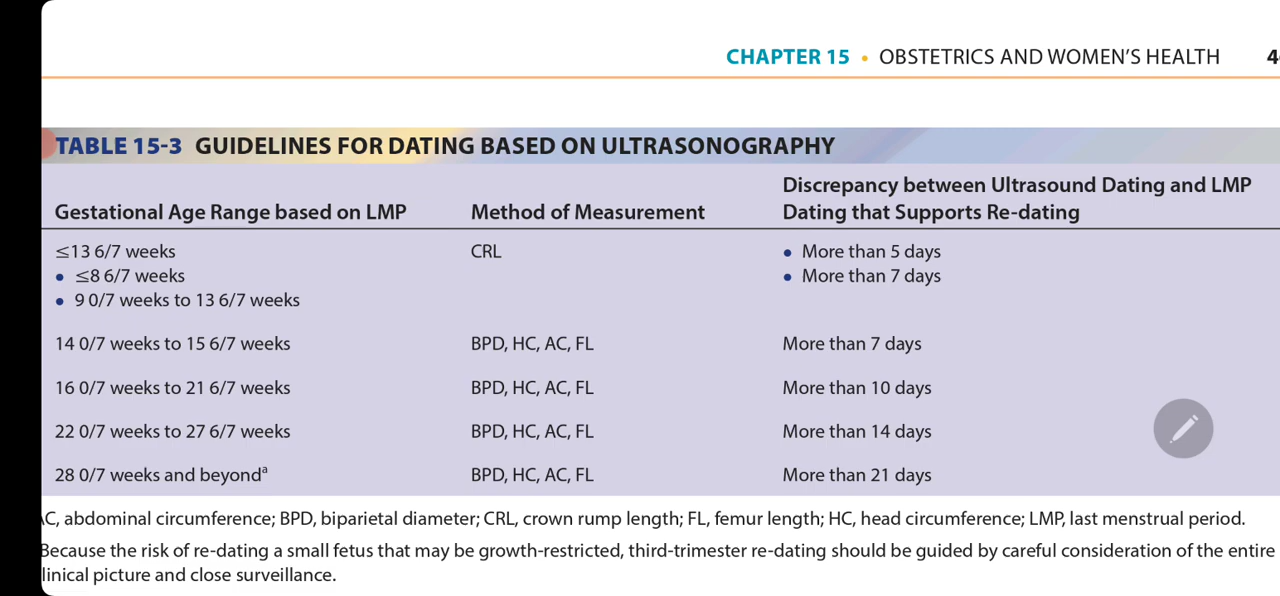 CHAPTER 15 • OBSTETRICS AND WOMEN'S HEALTH
TABLE 15-3 GUIDELINES FOR DATING BASED ON ULTRASONOGRAPHY
Gestational Age Range based on LMP Method of Measurement Discrepancy between Ultrasound Dating and LMP
Dating that Supports Re-dating
≤13 6/7 weeks CRL • More than 5 days
• ≤8 6/7 weeks • More than 7 days
• 9 0/7 weeks to 13 6/7 weeks
14 0/7 weeks to 15 6/7 weeks BPD, HC, AC, FL More than 7 days
16 0/7 weeks to 21 6/7 weeks BPD, HC, AC, FL More than 10 days
22 0/7 weeks to 27 6/7 weeks BPD, HC, AC, FL More than 14 days
28 0/7 weeks and beyondᵃ BPD, HC, AC, FL More than 21 days
AC, abdominal circumference; BPD, biparietal diameter; CRL, crown rump length; FL, femur length; HC, head circumference; LMP, last menstrual period.
Because the risk of re-dating a small fetus that may be growth-restricted, third-trimester re-dating should be guided by careful consideration of the entire
linical picture and close surveillance.